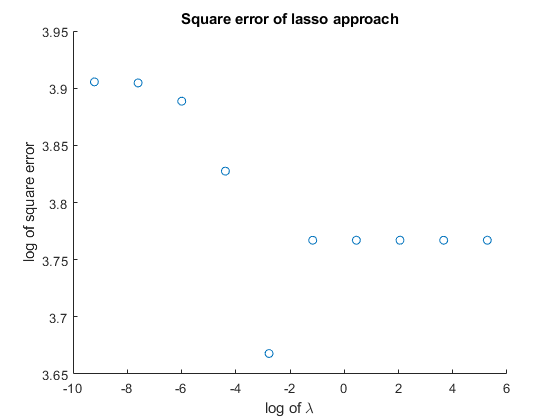 Square error of lasso approach
3.95
3.9
3.85
3.8
3.75
3.7
3.65
log of square error
-10 -8 -6 -4 -2 0 2 4 6
log of λ